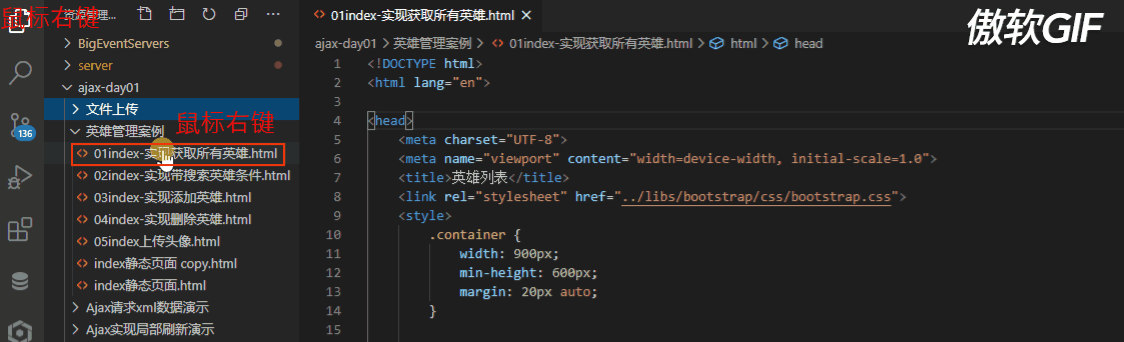 鼠标右键
资源管理...
BigEventServers
server
ajax-day01
文件上传
鼠标右键
英雄管理案例
01index-实现获取所有英雄.html
02index-实现带搜索英雄条件.html
03index-实现添加英雄.html
04index-实现删除英雄.html
05index上传头像.html
index静态页面 copy.html
index静态页面.html
Ajax请求xml数据演示
Ajax实现局部刷新演示
136
01index-实现获取所有英雄.html
傲软GIF
ajax-day01 > 英雄管理案例 > 01index-实现获取所有英雄.html > html > head
1 <!DOCTYPE html>
2 <html lang="en">
3
4 <head>
5 <meta charset="UTF-8">
6 <meta name="viewport" content="width=device-width, initial-scale=1.0">
7 <title>英雄列表</title>
8 <link rel="stylesheet" href="../libs/bootstrap/css/bootstrap.css">
9 <style>
10 .container {
11 width: 900px;
12 min-height: 600px;
13 margin: 20px auto;
14 }
15